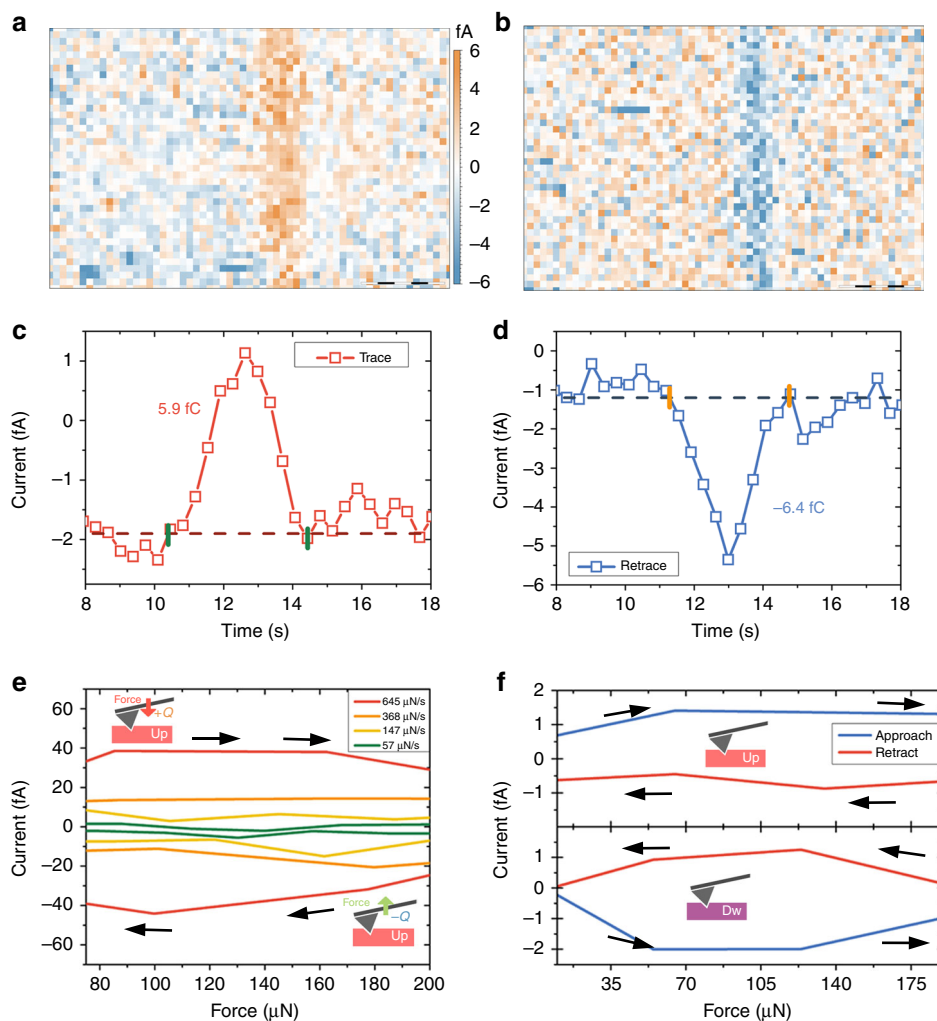 a
fA
6
4
2
0
−2
−4
−6
b
c
Trace
5.9 fC
1
0
−1
−2
Current (fA)
8 10 12 14 16 18
Time (s)
d
0
−1
−2
−3
−4
−5
−6
Current (fA)
−6.4 fC
Retrace
8 10 12 14 16 18
Time (s)
e
60
40
20
0
−20
−40
−60
Current (fA)
Force
+Q
Up
645 μN/s
368 μN/s
147 μN/s
57 μN/s
Force
−Q
Up
80 100 120 140 160 180 200
Force (μN)
f
2
1
0
−1
Up
Approach
Retract
Current (fA)
1
0
−1
−2
Dw
35 70 105 140 175
Force (μN)